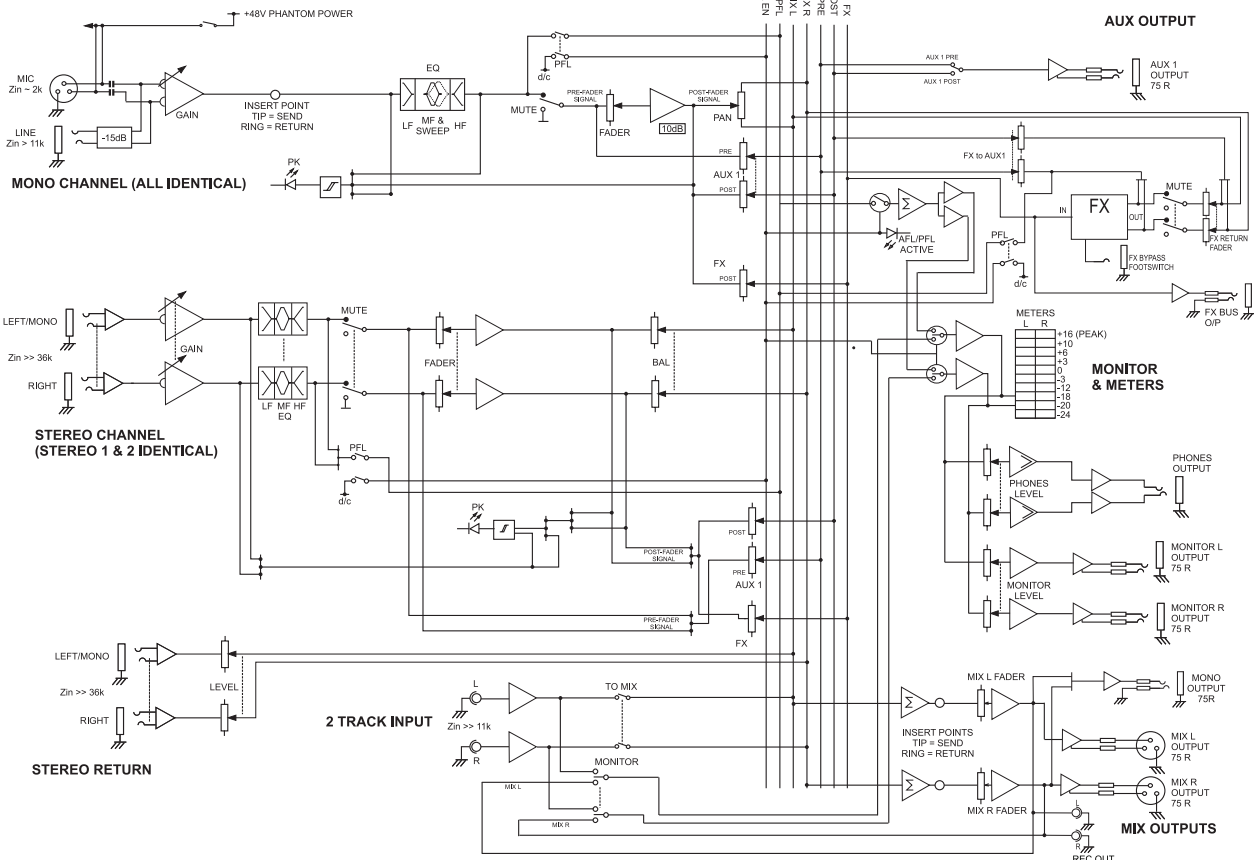 +48V PHANTOM POWER
MIC
Zin ~ 2k
GAIN
LINE
Zin > 11k
-15dB
INSERT POINT
TIP = SEND
RING = RETURN
EQ
LF
MF &
SWEEP
HF
d/c
PFL
MUTE
PRE-FADER
SIGNAL
FADER
10dB
POST-FADER
SIGNAL
PAN
PK
PRE
AUX 1
POST
FX
POST
MONO CHANNEL (ALL IDENTICAL)
EN
PFL
MIX L
MIX R
PRE
POST
FX
AUX OUTPUT
AUX 1 PRE
AUX 1 POST
AUX 1
OUTPUT
75 R
FX to AUX1
IN
FX
OUT
MUTE
FX RETURN
FADER
FX BYPASS
FOOTSWITCH
PFL
d/c
FX BUS
O/P
Σ
AFL/PFL
ACTIVE
LEFT/MONO
Zin >> 36k
RIGHT
GAIN
LF MF HF
EQ
MUTE
FADER
BAL
STEREO CHANNEL
(STEREO 1 & 2 IDENTICAL)
PFL
d/c
PK
POST-FADER
SIGNAL
POST
PRE
AUX 1
PRE-FADER
SIGNAL
FX
METERS
L R
+16 (PEAK)
+10
+6
+3
0
-3
-12
-18
-20
-24
MONITOR
& METERS
PHONES
LEVEL
PHONES
OUTPUT
MONITOR
LEVEL
MONITOR L
OUTPUT
75 R
MONITOR R
OUTPUT
75 R
LEFT/MONO
Zin >> 36k
RIGHT
LEVEL
STEREO RETURN
2 TRACK INPUT
L
Zin >> 11k
R
TO MIX
MONITOR
MIX L
MIX R
Σ
INSERT POINTS
TIP = SEND
RING = RETURN
Σ
MIX L FADER
MIX R FADER
MONO
OUTPUT
75R
MIX L
OUTPUT
75 R
MIX R
OUTPUT
75 R
L
R
REC OUT
MIX OUTPUTS